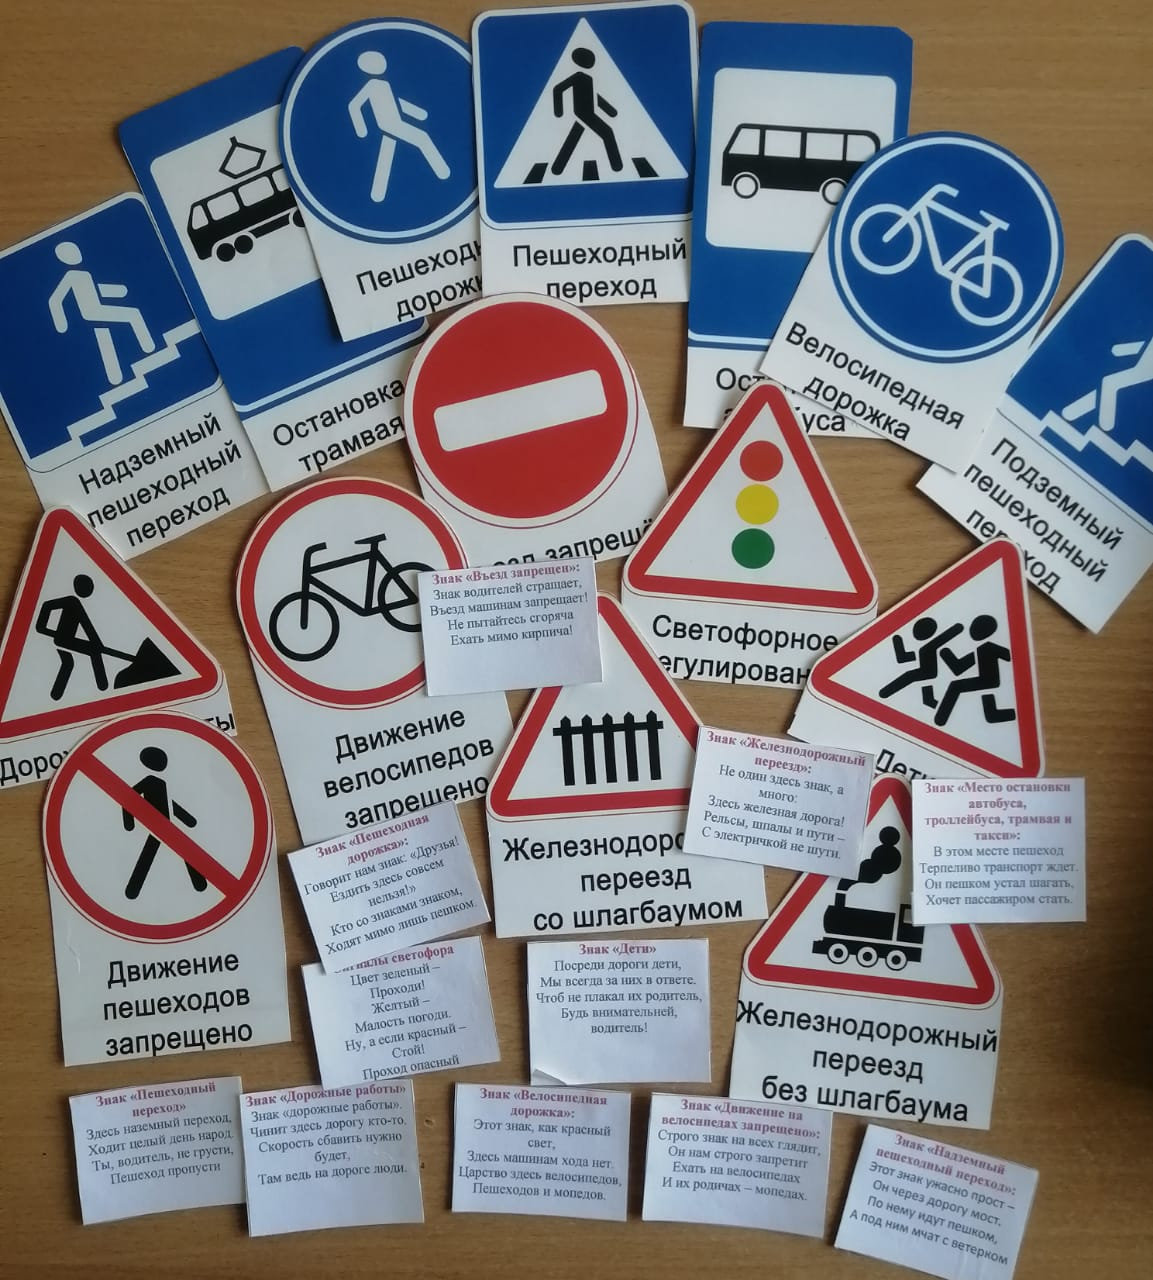 Надземный
пешеходный
переход
Остановка
трамвая
Пешеходный
переход
Велосипедная
дорожка
Подземный
пешеходный
Движение
велосипедов
запрещено
Светофорное
Движение
пешеходов
запрещено
переезд
со шлагбаумом
Железнодорожный
переезд
без шлагбаума
Знак «Въезд запрещен»:
Знак водителей стращает,
Въезд машинам запрещает!
Не пытайтесь сгоряча
Ехать мимо кирпича!
Знак «Железнодорожный
переезд»:
Не один здесь знак, а
много:
Здесь железная дорога!
Рельсы, шпалы и пути –
С электричкой не шути.
Знак «Место остановки
автобуса,
троллейбуса, трамвая и
такси»:
В этом месте пешеход
Терпеливо транспорт ждет.
Он пешком устал шагать,
Хочет пассажиром стать.
Знак «Пешеходная
дорожка»:
Говорит нам знак: «Друзья!
Ездить здесь совсем
нельзя!»
Кто со знаками знаком,
Ходят мимо лишь пешком.
светофора
Цвет зеленый –
Проходи!
Желтый –
Малость погоди.
Ну, а если красный –
Стой!
Проход опасный
Знак «Дети»
Посреди дороги дети,
Мы всегда за них в ответе.
Чтоб не плакал их родитель,
Будь внимательней,
водитель!
Знак «Пешеходный
переход»
Здесь наземный переход,
Ходит целый день народ.
Ты, водитель, не грусти,
Пешеход пропусти
Знак «Дорожные работы»
Знак «дорожные работы».
Чинит здесь дорогу кто-то.
Скорость сбавить нужно
будет,
Там ведь на дороге люди.
Знак «Велосипедная
дорожка»:
Этот знак, как красный
свет,
Здесь машинам хода нет.
Царство здесь велосипедов,
Пешеходов и мопедов.
Знак «Движение на
велосипедах запрещено»:
Строго знак на всех глядит,
Он нам строго запретит
Ехать на велосипедах
И их родичах – мопедах.
Знак «Надземный
пешеходный переход»:
Этот знак ужасно прост –
Он через дорогу мост.
По нему идут пешком,
А под ним мчат с ветерком